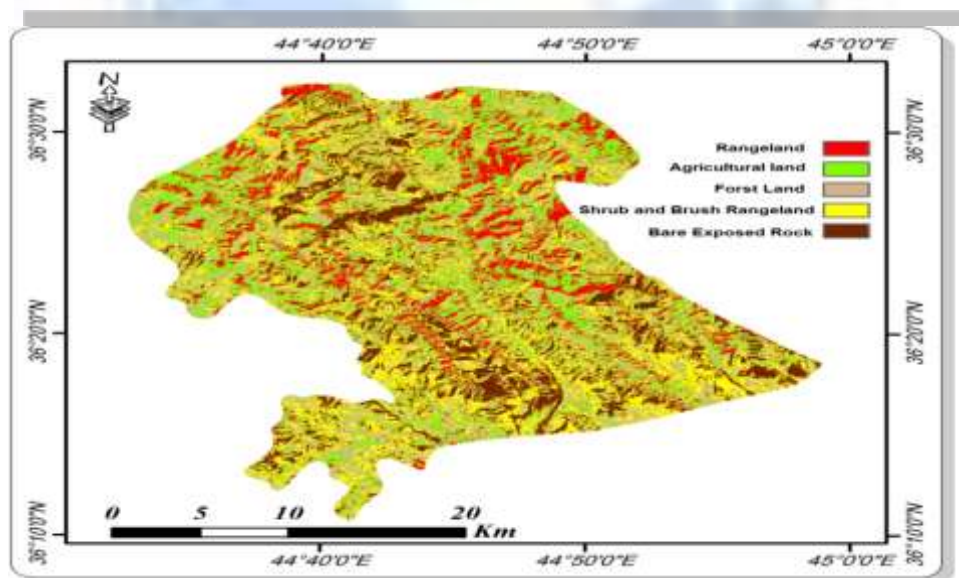 44°40'0"E 44°50'0"E 45°0'0"E
N
36°30'0"N 36°30'0"N
Rangeland
Agricultural land
Forst Land
Shrub and Brush Rangeland
Bare Exposed Rock
36°20'0"N 36°20'0"N
0 5 10 20
Km
36°10'0"N 36°10'0"N
44°40'0"E 44°50'0"E 45°0'0"E